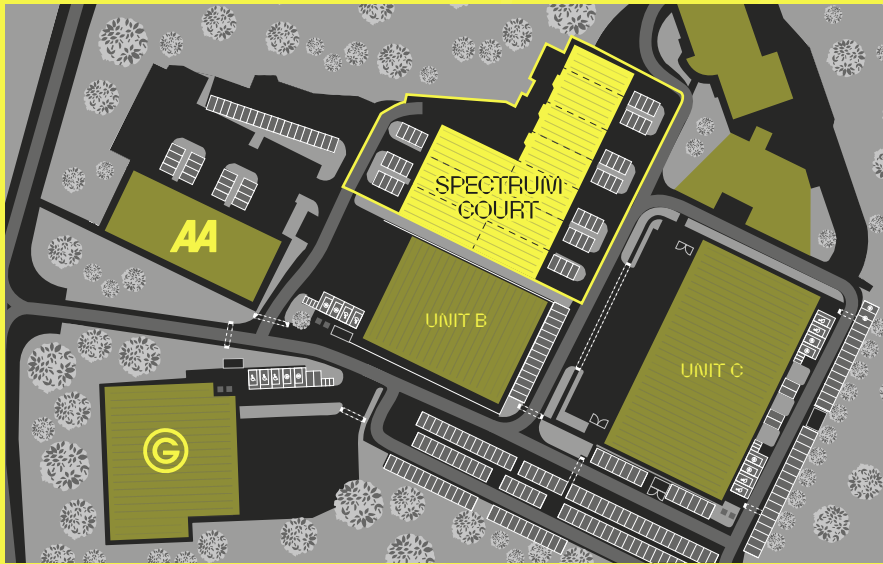 SPECTRUM
COURT
AA
UNIT B
UNIT C
G